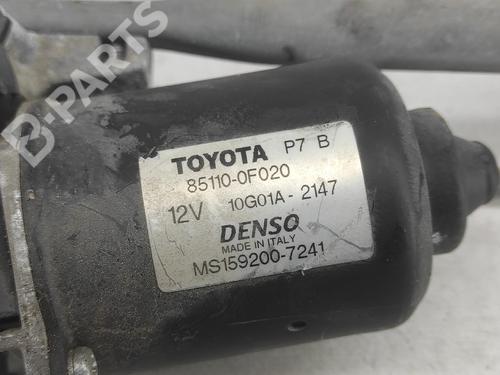 B-PARTS
TOYOTA P7 B
85110-0F020
12V 10G01A-2147
DENSO
MADE IN ITALY
MS159200-7241